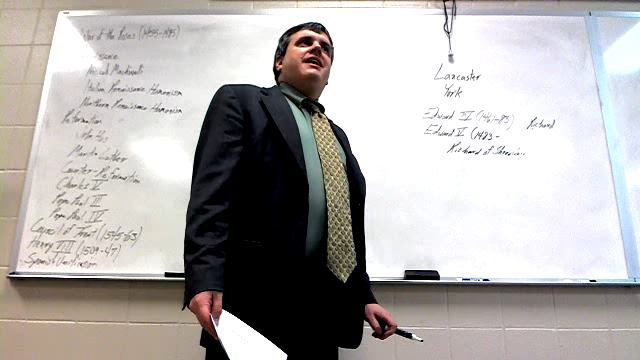 War of the Roses (1455-1485)
Niccolò Machiavelli
Italian Renaissance Humanism
Northern Renaissance Humanism
Reformation
Martin Luther
Counter-Reformation
Charles V
Pope Paul III
Pope Paul IV
Council of Trent (1545-63)
Henry VIII (1509-47)
Spanish
Lancaster
York
Edward IV (1461-83)
Richard
Edward V (1483-
Richard of